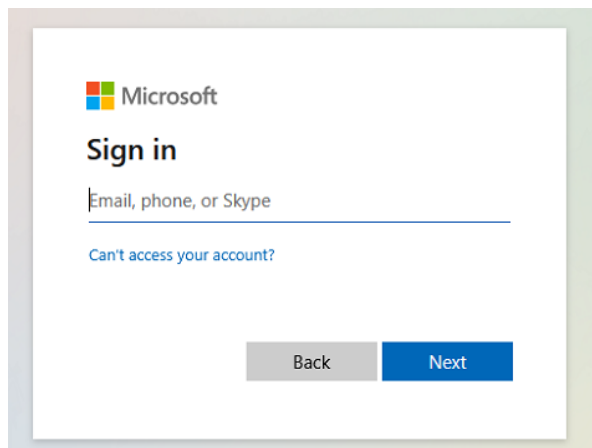 Microsoft
Sign in
Email, phone, or Skype
Can't access your account?
Back
Next